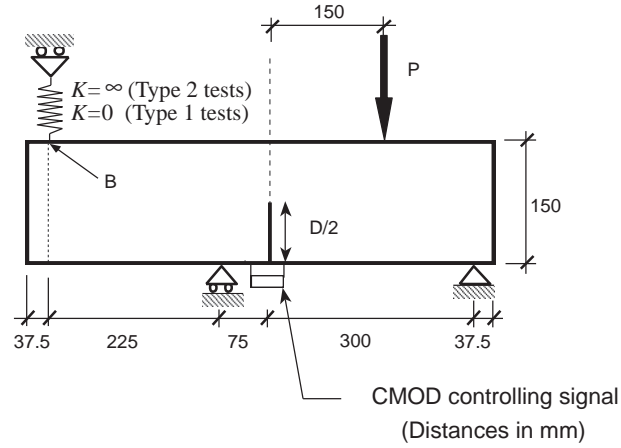 150
P
K=∞ (Type 2 tests)
K=0 (Type 1 tests)
B
D/2
150
37.5
225
75
300
37.5
CMOD controlling signal
(Distances in mm)